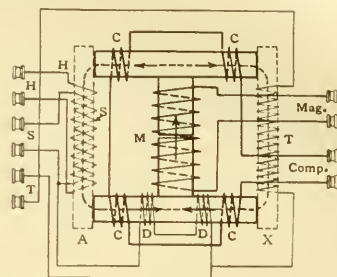 C C
H
H Mag.
S S M T
T Comp.
C D D C
A X